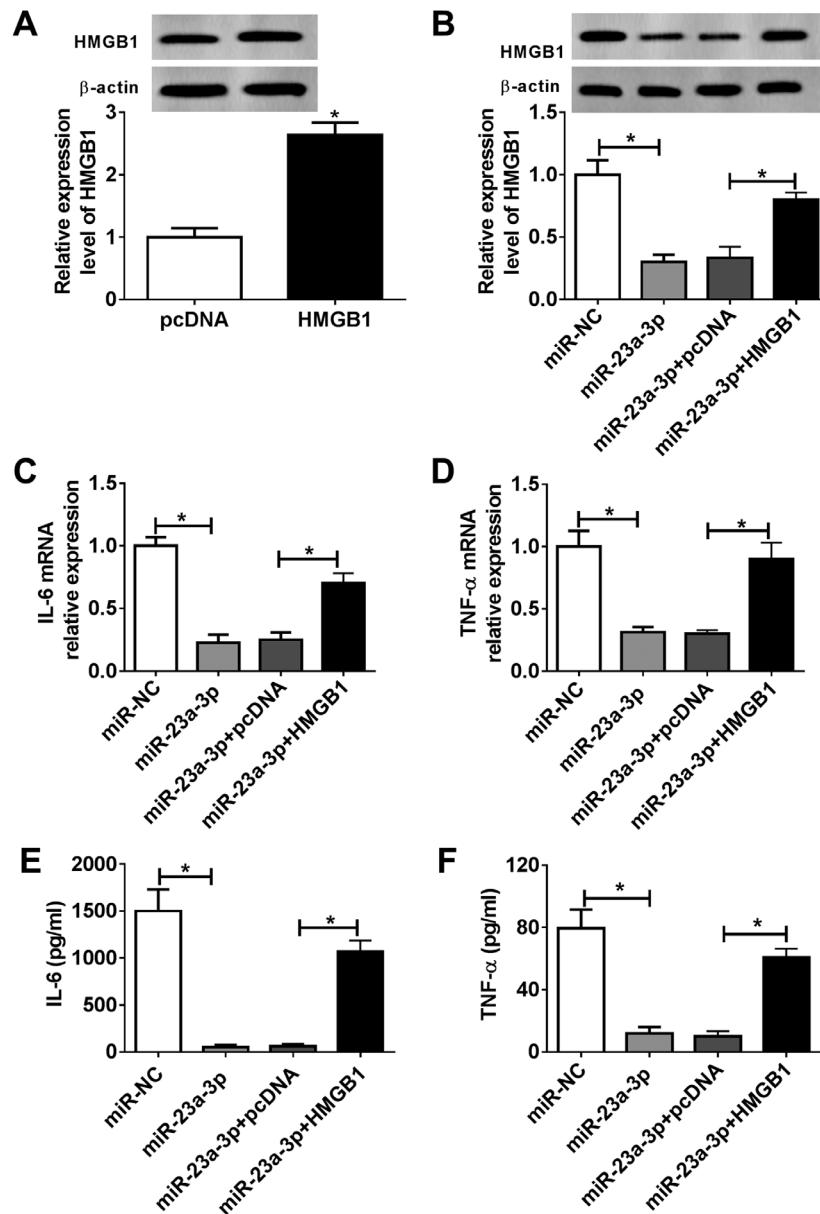 A
HMGB1
β-actin
Relative expression
level of HMGB1
3
2
1
0
*
pcDNA
HMGB1
B
HMGB1
β-actin
Relative expression
level of HMGB1
1.5
1.0
0.5
0.0
*
*
miR-NC
miR-23a-3p
miR-23a-3p+pcDNA
miR-23a-3p+HMGB1
C
IL-6 mRNA
relative expression
1.5
1.0
0.5
0.0
*
*
miR-NC
miR-23a-3p
miR-23a-3p+pcDNA
miR-23a-3p+HMGB1
D
TNF-α mRNA
relative expression
1.5
1.0
0.5
0.0
*
*
miR-NC
miR-23a-3p
miR-23a-3p+pcDNA
miR-23a-3p+HMGB1
E
IL-6 (pg/ml)
2000
1500
1000
500
0
*
*
miR-NC
miR-23a-3p
miR-23a-3p+pcDNA
miR-23a-3p+HMGB1
F
TNF-α (pg/ml)
120
80
40
0
*
*
miR-NC
miR-23a-3p
miR-23a-3p+pcDNA
miR-23a-3p+HMGB1